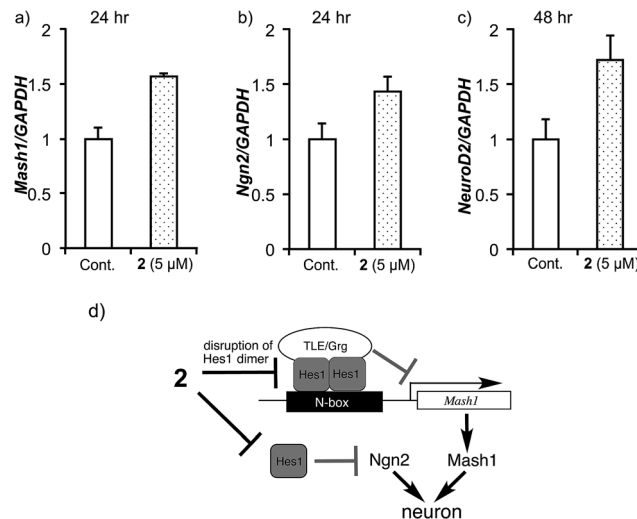 a) 24 hr
Mash1/GAPDH
2
1.5
1
0.5
0
Cont. 2 (5 µM)
b) 24 hr
Ngn2/GAPDH
2
1.5
1
0.5
0
Cont. 2 (5 µM)
c) 48 hr
NeuroD2/GAPDH
2
1.5
1
0.5
0
Cont. 2 (5 µM)
d)
disruption of
Hes1 dimer
TLE/Grg
2
Hes1 Hes1
N-box
Mash1
Hes1
Ngn2
Mash1
neuron